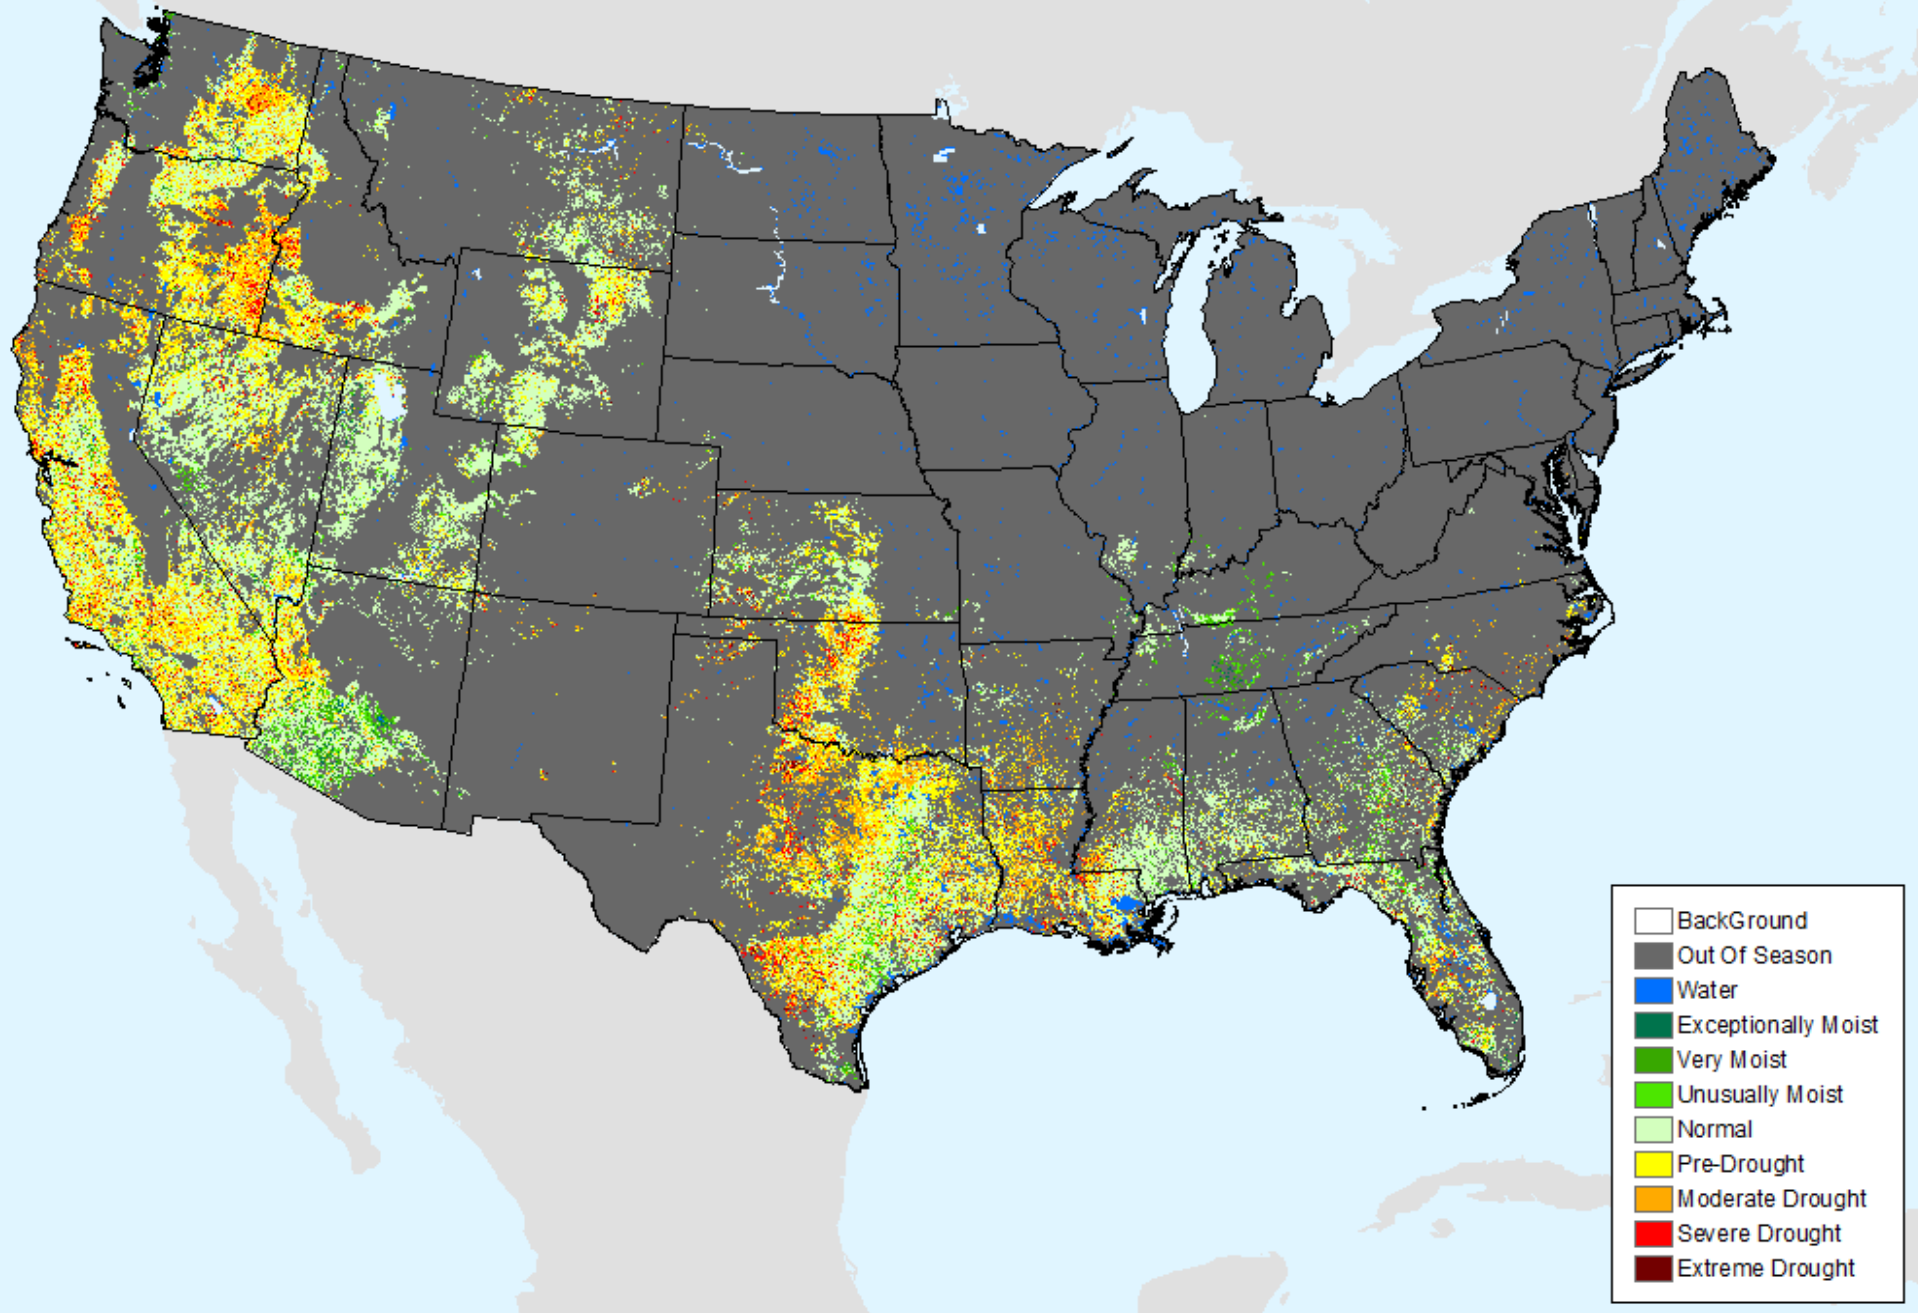 BackGround
Out Of Season
Water
Exceptionally Moist
Very Moist
Unusually Moist
Normal
Pre-Drought
Moderate Drought
Severe Drought
Extreme Drought